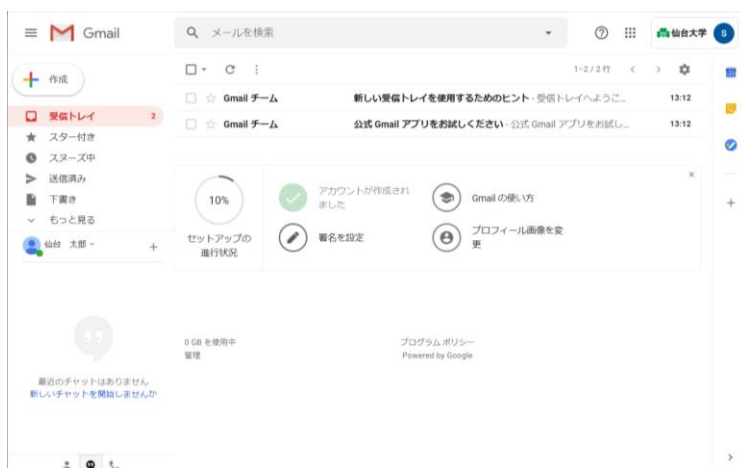 Gmail
メールを検索
仙台大学
S
作成
1-2 / 2 行
受信トレイ 2
スター付き
スヌーズ中
送信済み
下書き
もっと見る
仙台 太郎
Gmail チーム 新しい受信トレイを使用するためのヒント - 受信トレイへようこ... 13:12
Gmail チーム 公式 Gmail アプリをお試しください - 公式 Gmail アプリをお試し... 13:12
10%
セットアップの
進行状況
アカウントが作成され
ました
Gmail の使い方
署名を設定
プロフィール画像を変
更
0 GB を使用中
管理
プログラム ポリシー
Powered by Google
最近のチャットはありません
新しいチャットを開始しませんか